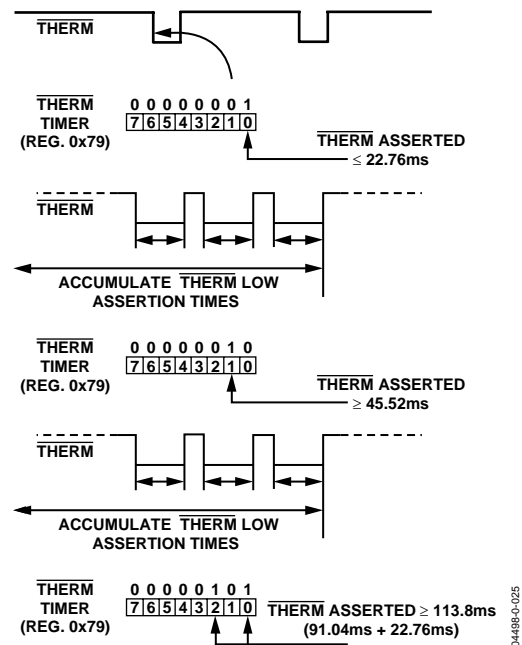 THERM
THERM
TIMER
(REG. 0x79)
0 0 0 0 0 0 0 1
7 6 5 4 3 2 1 0
THERM ASSERTED
≤ 22.76ms
THERM
ACCUMULATE THERM LOW
ASSERTION TIMES
THERM
TIMER
(REG. 0x79)
0 0 0 0 0 0 1 0
7 6 5 4 3 2 1 0
THERM ASSERTED
≥ 45.52ms
THERM
ACCUMULATE THERM LOW
ASSERTION TIMES
THERM
TIMER
(REG. 0x79)
0 0 0 0 0 1 0 1
7 6 5 4 3 2 1 0
THERM ASSERTED ≥ 113.8ms
(91.04ms + 22.76ms)
04498-0-025